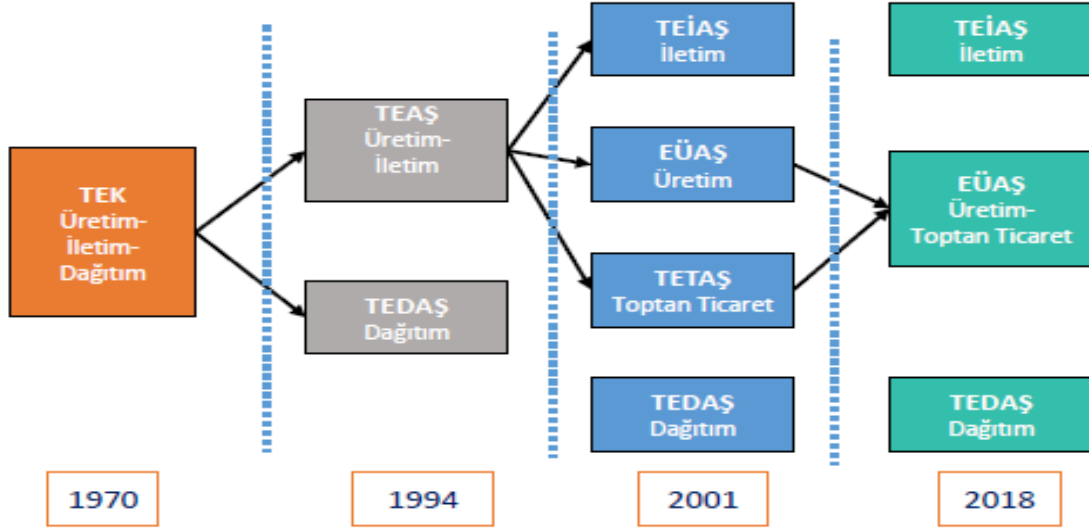 TEK
Üretim-
İletim-
Dağıtım
TEAŞ
Üretim-
İletim
TEDAŞ
Dağıtım
TEİAŞ
İletim
EÜAŞ
Üretim
TETAŞ
Toptan Ticaret
TEDAŞ
Dağıtım
TEİAŞ
İletim
EÜAŞ
Üretim-
Toptan Ticaret
TEDAŞ
Dağıtım
1970
1994
2001
2018